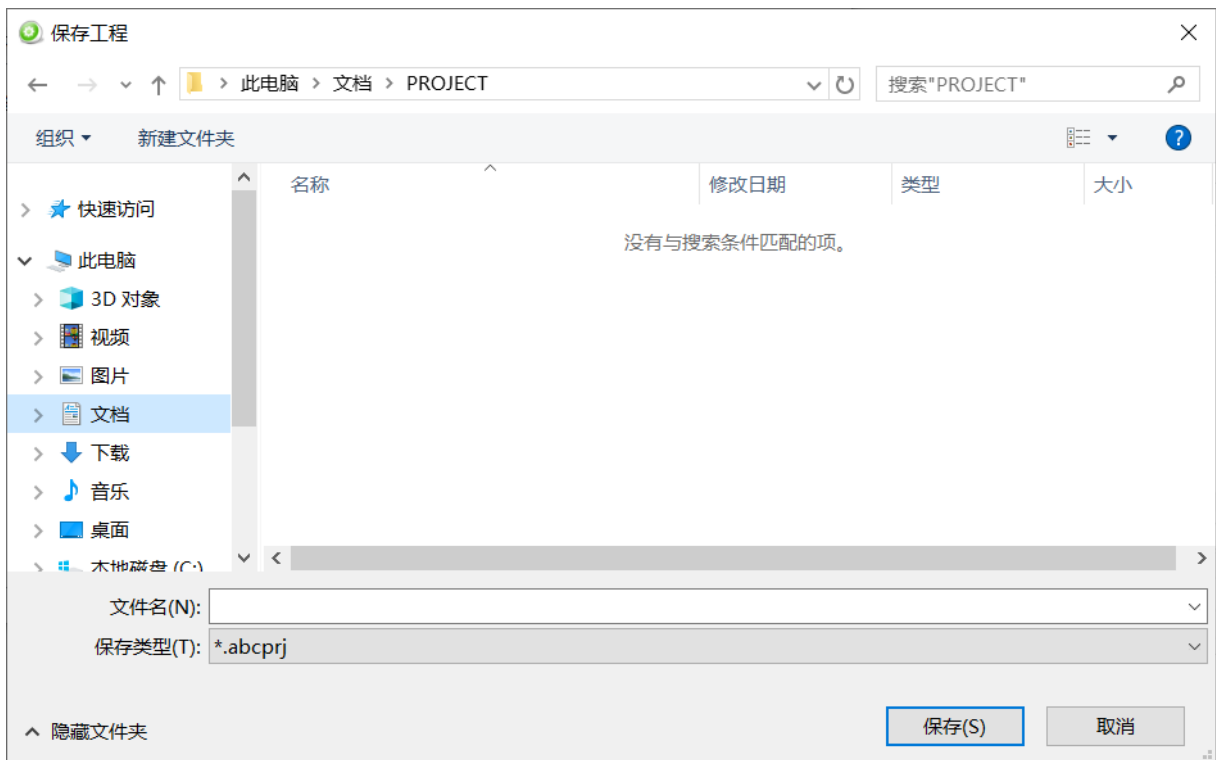 保存工程
此电脑 > 文档 > PROJECT
搜索"PROJECT"
组织
新建文件夹
名称
修改日期
类型
大小
没有与搜索条件匹配的项。
快速访问
此电脑
3D 对象
视频
图片
文档
下载
音乐
桌面
本地磁盘 (C:)
文件名(N):
保存类型(T): *.abcprj
隐藏文件夹
保存(S)
取消